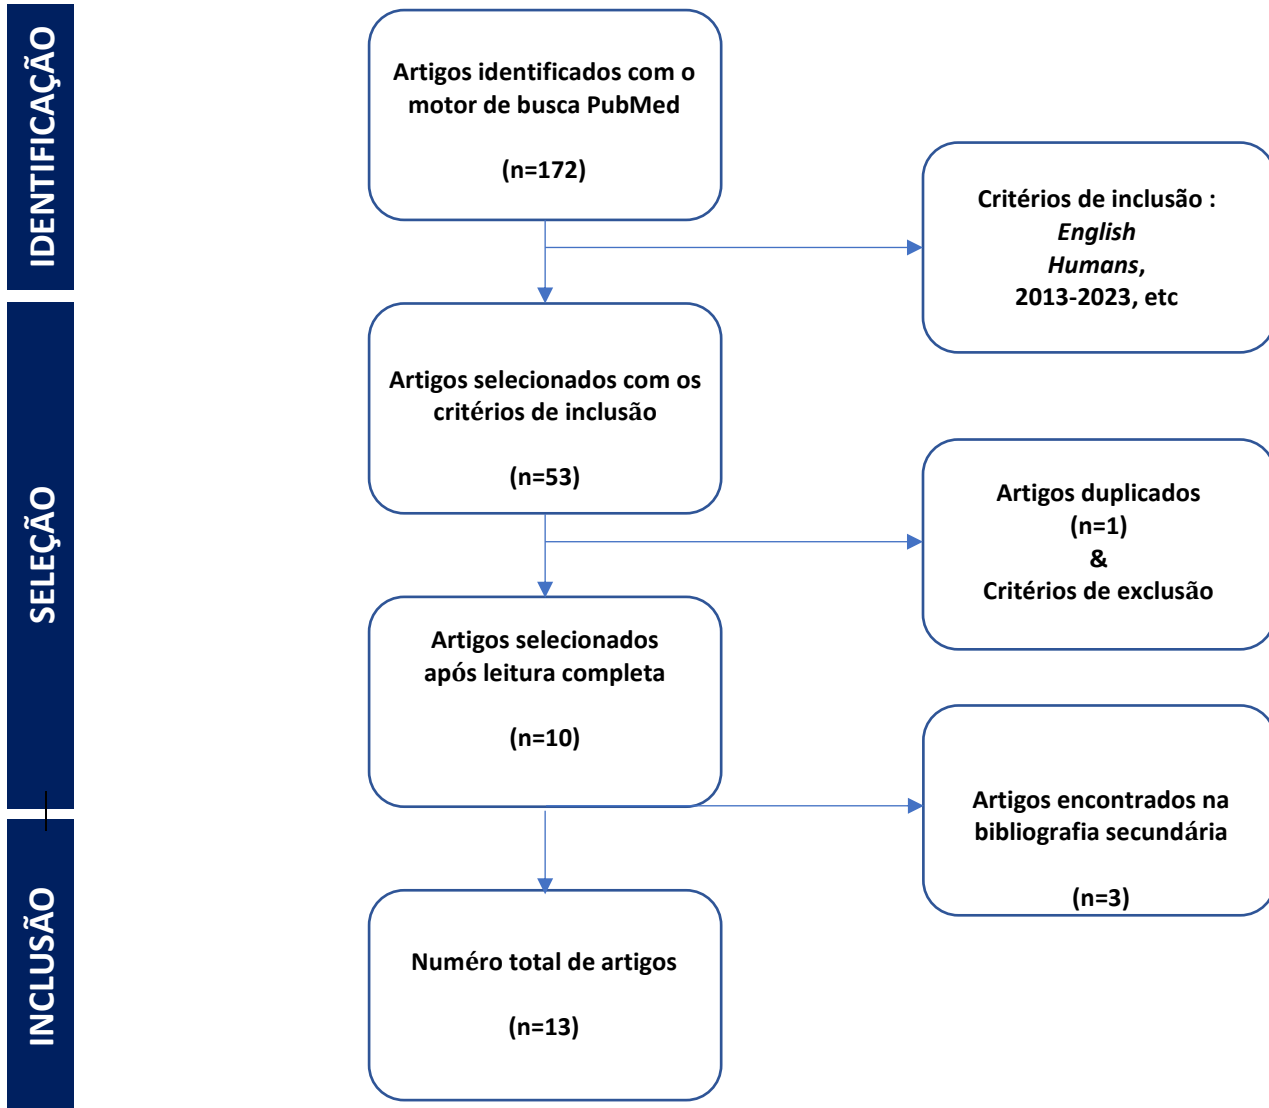 IDENTIFICAÇÃO
Artigos identificados com o
motor de busca PubMed
(n=172)
Critérios de inclusão :
English
Humans,
2013-2023, etc
SELEÇÃO
Artigos selecionados com os
critérios de inclusão
(n=53)
Artigos duplicados
(n=1)
&
Critérios de exclusão
Artigos selecionados
após leitura completa
(n=10)
Artigos encontrados na
bibliografia secundária
(n=3)
INCLUSÃO
Numéro total de artigos
(n=13)